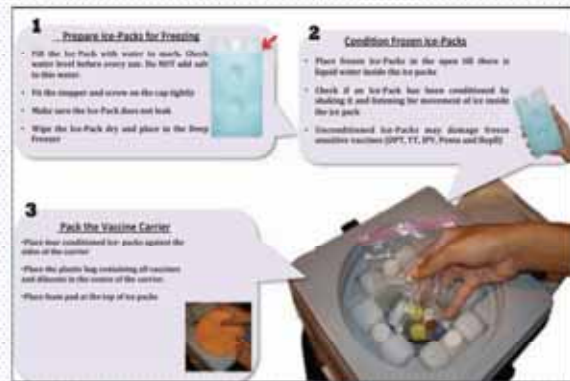 1
Prepare Ice-Packs for Freezing
• Fill the Ice-Pack with water to mark. Check
water level before every use. Do NOT add salt
to this water.
• Fit the stopper and screw on the cap tightly
• Make sure the Ice-Pack does not leak
• Wipe the Ice-Pack dry and place in the Deep
Freezer
2
Condition Frozen Ice-Packs
• Place frozen Ice-Packs in the open till there is
liquid water inside the ice packs
• Check if an Ice-Pack has been conditioned by
shaking it and listening for movement of ice inside
the ice pack
• Unconditioned Ice-Packs may damage freeze
sensitive vaccines (DPT, TT, IPV, Penta and HepB)
3
Pack the Vaccine Carrier
•Place four conditioned ice- packs against the
sides of the carrier
•Place the plastic bag containing all vaccines
and diluents in the centre of the carrier.
•Place foam pad at the top of ice packs